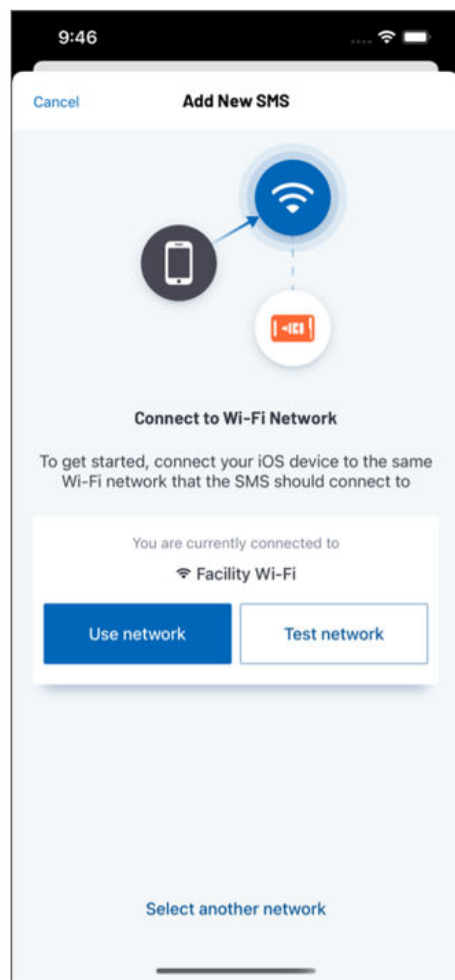 9:46
Cancel
Add New SMS
Connect to Wi-Fi Network
To get started, connect your iOS device to the same
Wi-Fi network that the SMS should connect to
You are currently connected to
Facility Wi-Fi
Use network
Test network
Select another network